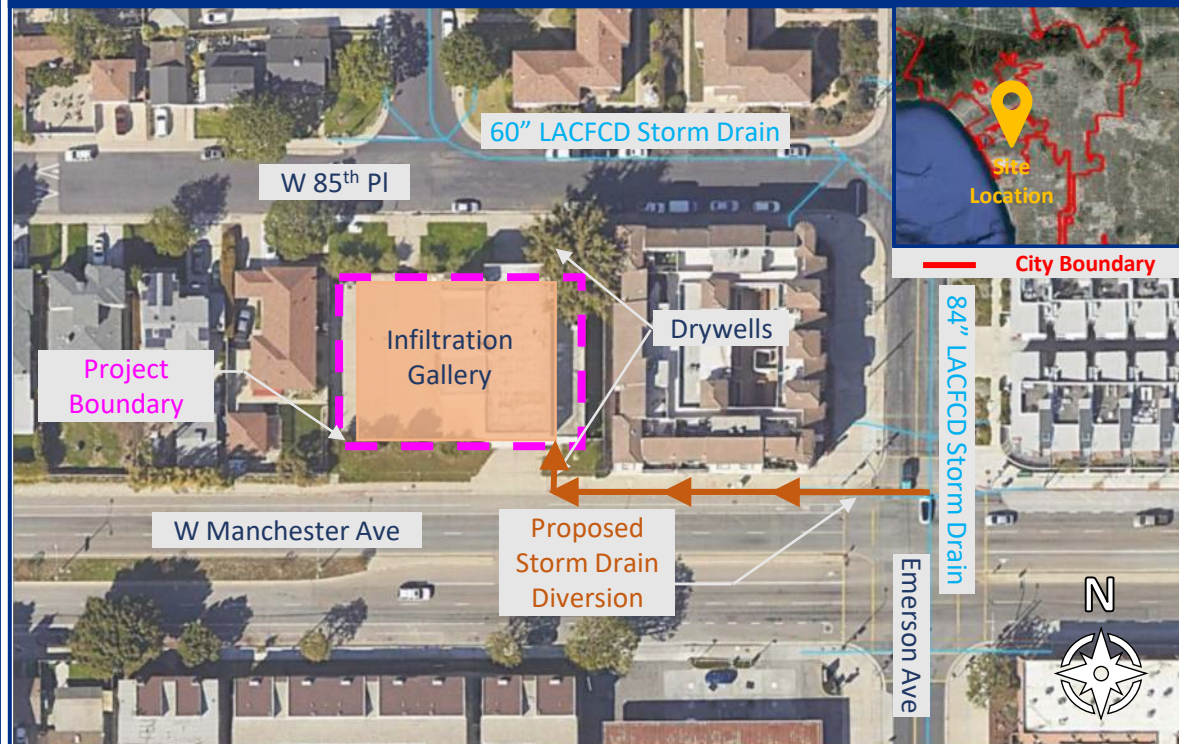 60” LACFCD Storm Drain
W 85th Pl
Site
Location
City Boundary
Infiltration
Gallery
Drywells
Project
Boundary
84” LACFCD Storm Drain
W Manchester Ave
Proposed
Storm Drain
Diversion
Emerson Ave
N